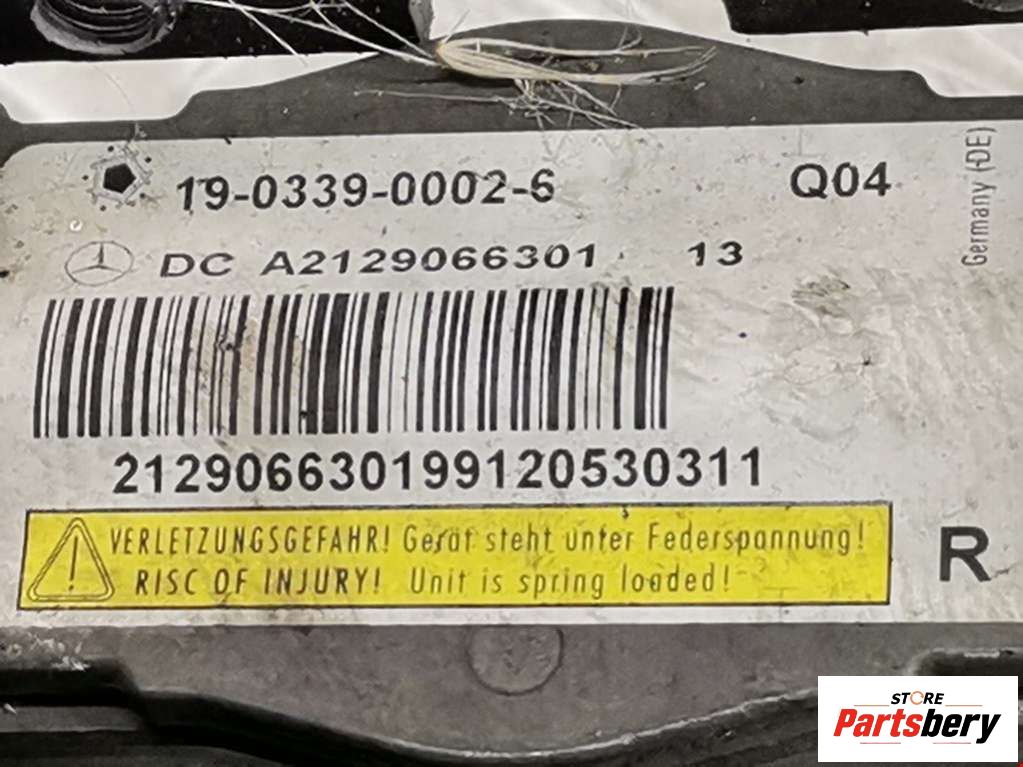 19-0339-0002-6 Q04
Germany (DE)
DC A2129066301 13
212906630199120530311
VERLETZUNGSGEFAHR! Gerät steht unter Federspannung!
RISC OF INJURY! Unit is spring loaded!
R
STORE
Partsbery